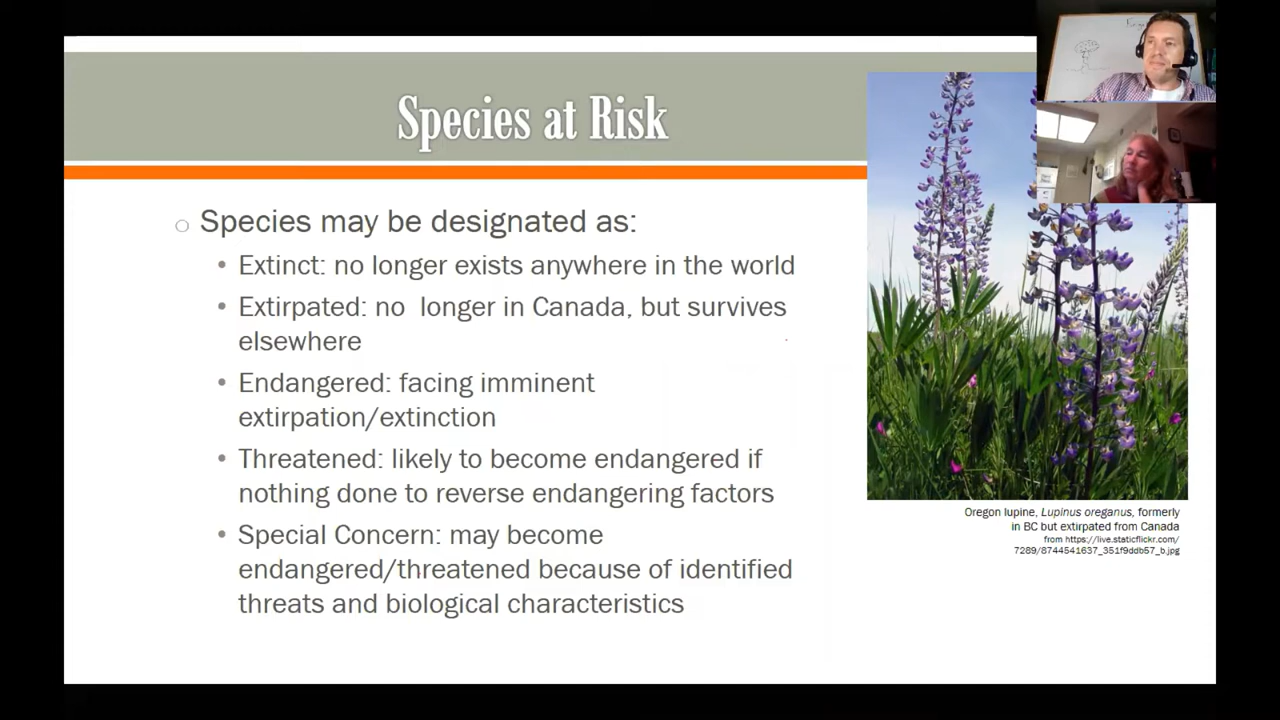 Species at Risk
Species may be designated as:
Extinct: no longer exists anywhere in the world
Extirpated: no longer in Canada, but survives
elsewhere
Endangered: facing imminent
extirpation/extinction
Threatened: likely to become endangered if
nothing done to reverse endangering factors
Special Concern: may become
endangered/threatened because of identified
threats and biological characteristics
Oregon lupine, Lupinus oreganus, formerly
in BC but extirpated from Canada
from https://live.staticflickr.com/
7289/8744541637_351f9ddb57_b.jpg